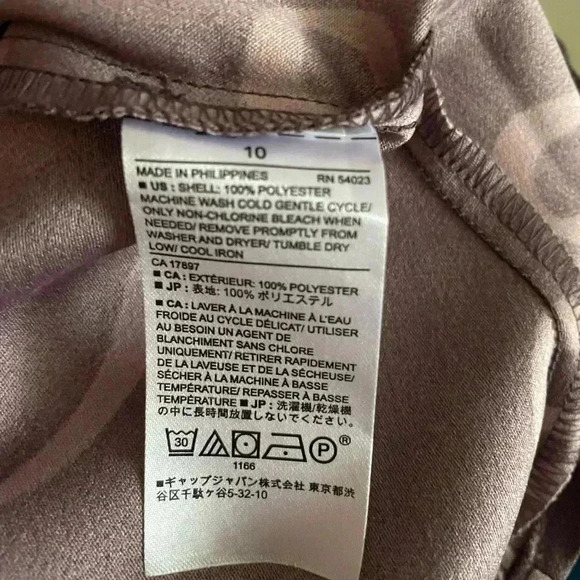 10
MADE IN PHILIPPINES RN 54023
■ US : SHELL: 100% POLYESTER
MACHINE WASH COLD GENTLE CYCLE/
ONLY NON-CHLORINE BLEACH WHEN
NEEDED/ REMOVE PROMPTLY FROM
WASHER AND DRYER/ TUMBLE DRY
LOW/ COOL IRON
CA 17897
■ CA : EXTÉRIEUR: 100% POLYESTER
■ JP : 表地: 100% ポリエステル
■ CA : LAVER À LA MACHINE À L'EAU
FROIDE AU CYCLE DÉLICAT/ UTILISER
AU BESOIN UN AGENT DE
BLANCHIMENT SANS CHLORE
UNIQUEMENT/ RETIRER RAPIDEMENT
DE LA LAVEUSE ET DE LA SÉCHEUSE/
SÉCHER À LA MACHINE À BASSE
TEMPÉRATURE/ REPASSER À BASSE
TEMPÉRATURE ■ JP : 洗濯機/乾燥機
の中に長時間放置しないでください。
30 P ®
1166
■ ギャップジャパン株式会社 東京都渋
谷区千駄ヶ谷5-32-10